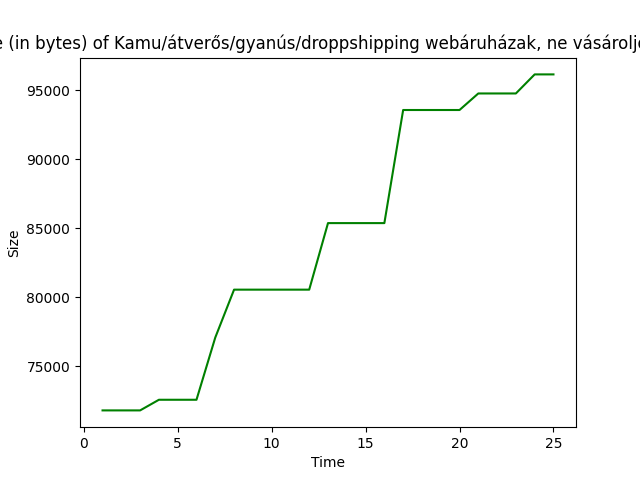 (in bytes) of Kamu/átverős/gyanús/droppshipping webáruházak, ne
95000
90000
85000
80000
75000
Size
0 5 10 15 20 25
Time